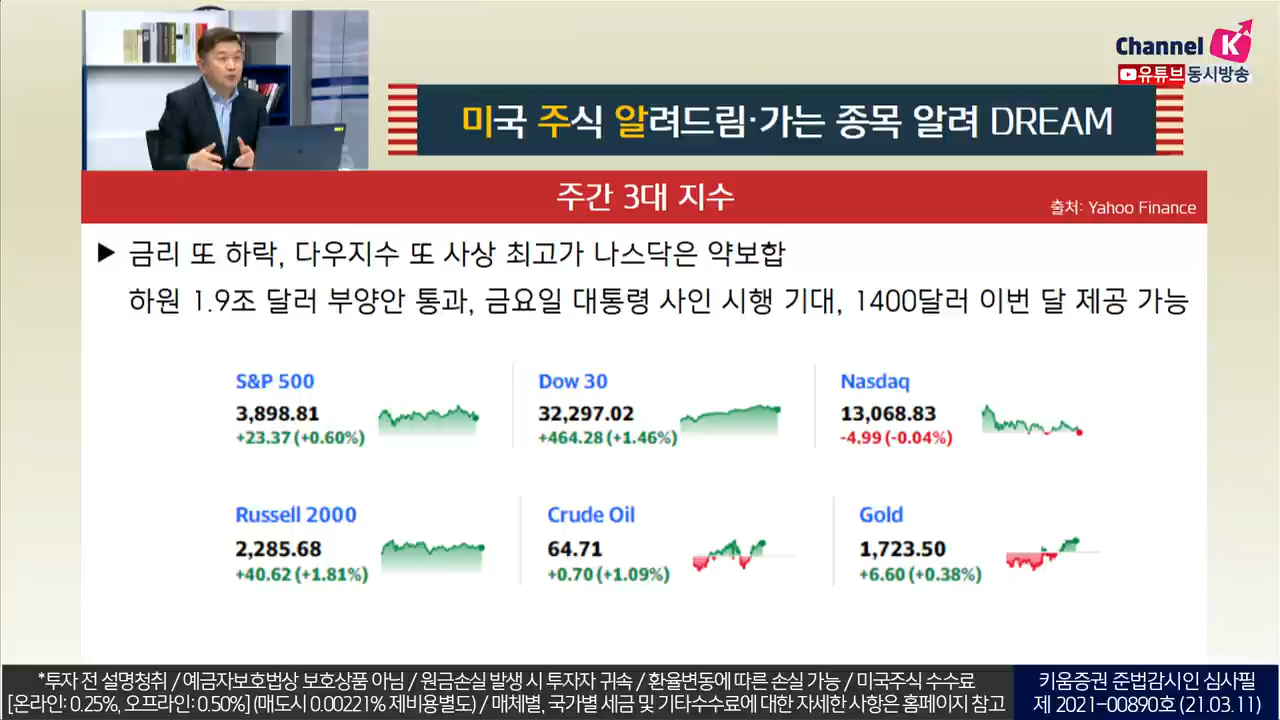 Channel K
유튜브 동시방송
미국 주식 알려드림·가는 종목 알려 DREAM
주간 3대 지수
출처: Yahoo Finance
▶ 금리 또 하락, 다우지수 또 사상 최고가 나스닥은 약보합
하원 1.9조 달러 부양안 통과, 금요일 대통령 사인 시행 기대, 1400달러 이번 달 제공 가능
S&P 500
3,898.81
+23.37 (+0.60%)
Dow 30
32,297.02
+464.28 (+1.46%)
Nasdaq
13,068.83
-4.99 (-0.04%)
Russell 2000
2,285.68
+40.62 (+1.81%)
Crude Oil
64.71
+0.70 (+1.09%)
Gold
1,723.50
+6.60 (+0.38%)
*투자 전 설명청취 / 예금자보호법상 보호상품 아님 / 원금손실 발생 시 투자자 귀속 / 환율변동에 따른 손실 가능 / 미국주식 수수료
[온라인: 0.25%, 오프라인: 0.50%] (매도시 0.00221% 제비용별도) / 매체별, 국가별 세금 및 기타수수료에 대한 자세한 사항은 홈페이지 참고
키움증권 준법감시인 심사필
제 2021-00890호 (21.03.11)